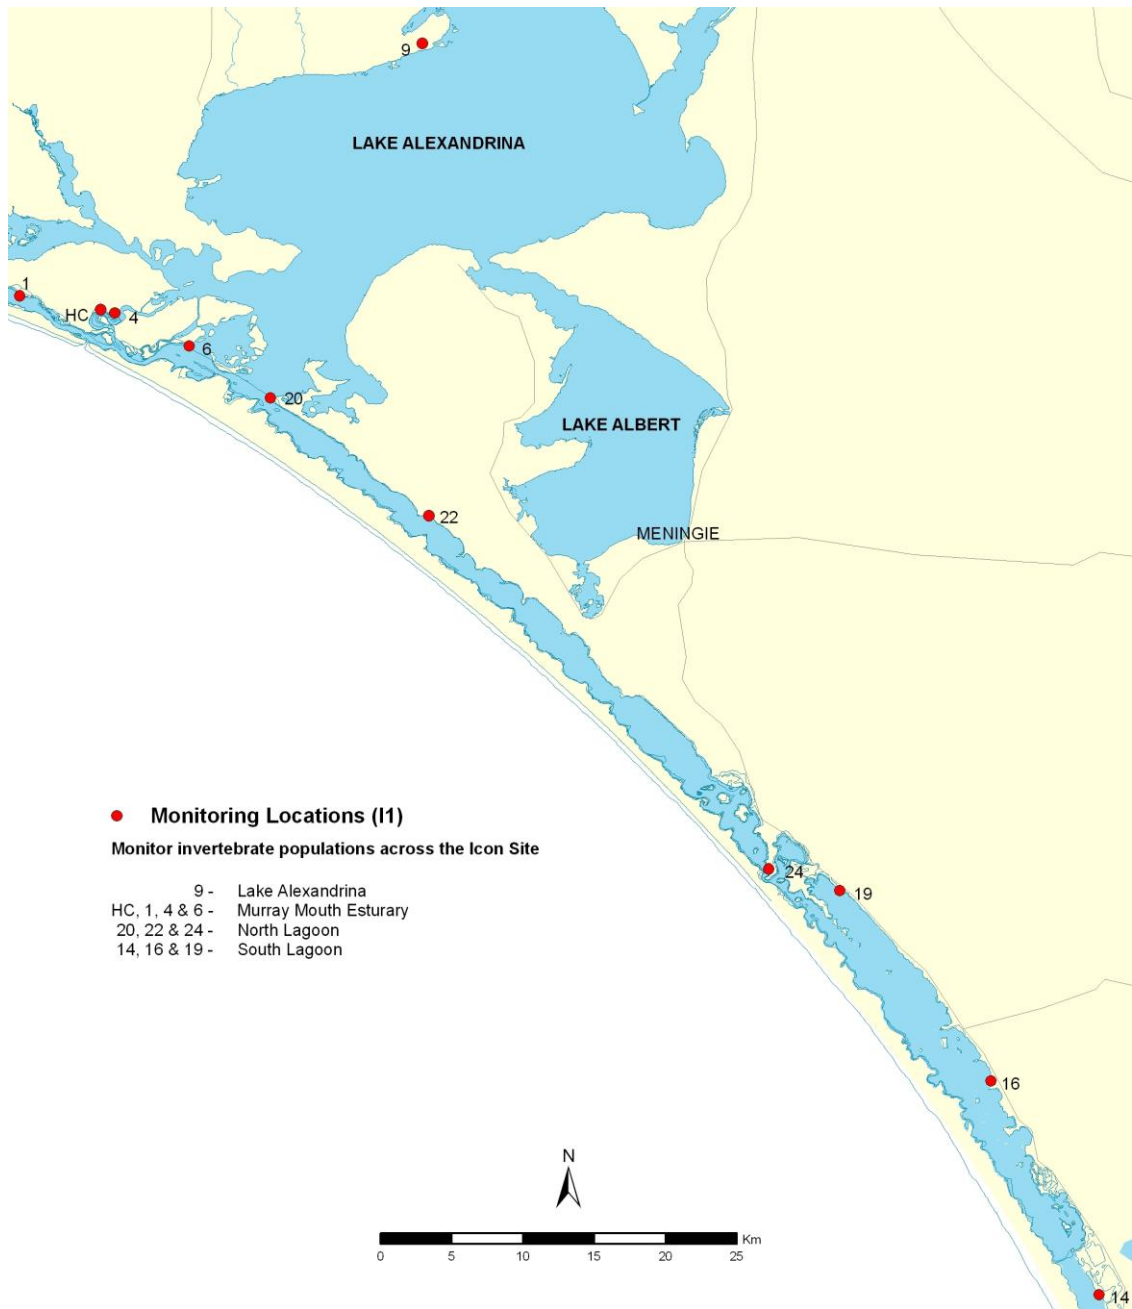 9
LAKE ALEXANDRINA
1
HC
4
6
20
LAKE ALBERT
22
MENINGIE
Monitoring Locations (I1)
Monitor invertebrate populations across the Icon Site
9 - Lake Alexandrina
HC, 1, 4 & 6 - Murray Mouth Esturary
20, 22 & 24 - North Lagoon
14, 16 & 19 - South Lagoon
24
19
16
N
0 5 10 15 20 25 Km
14